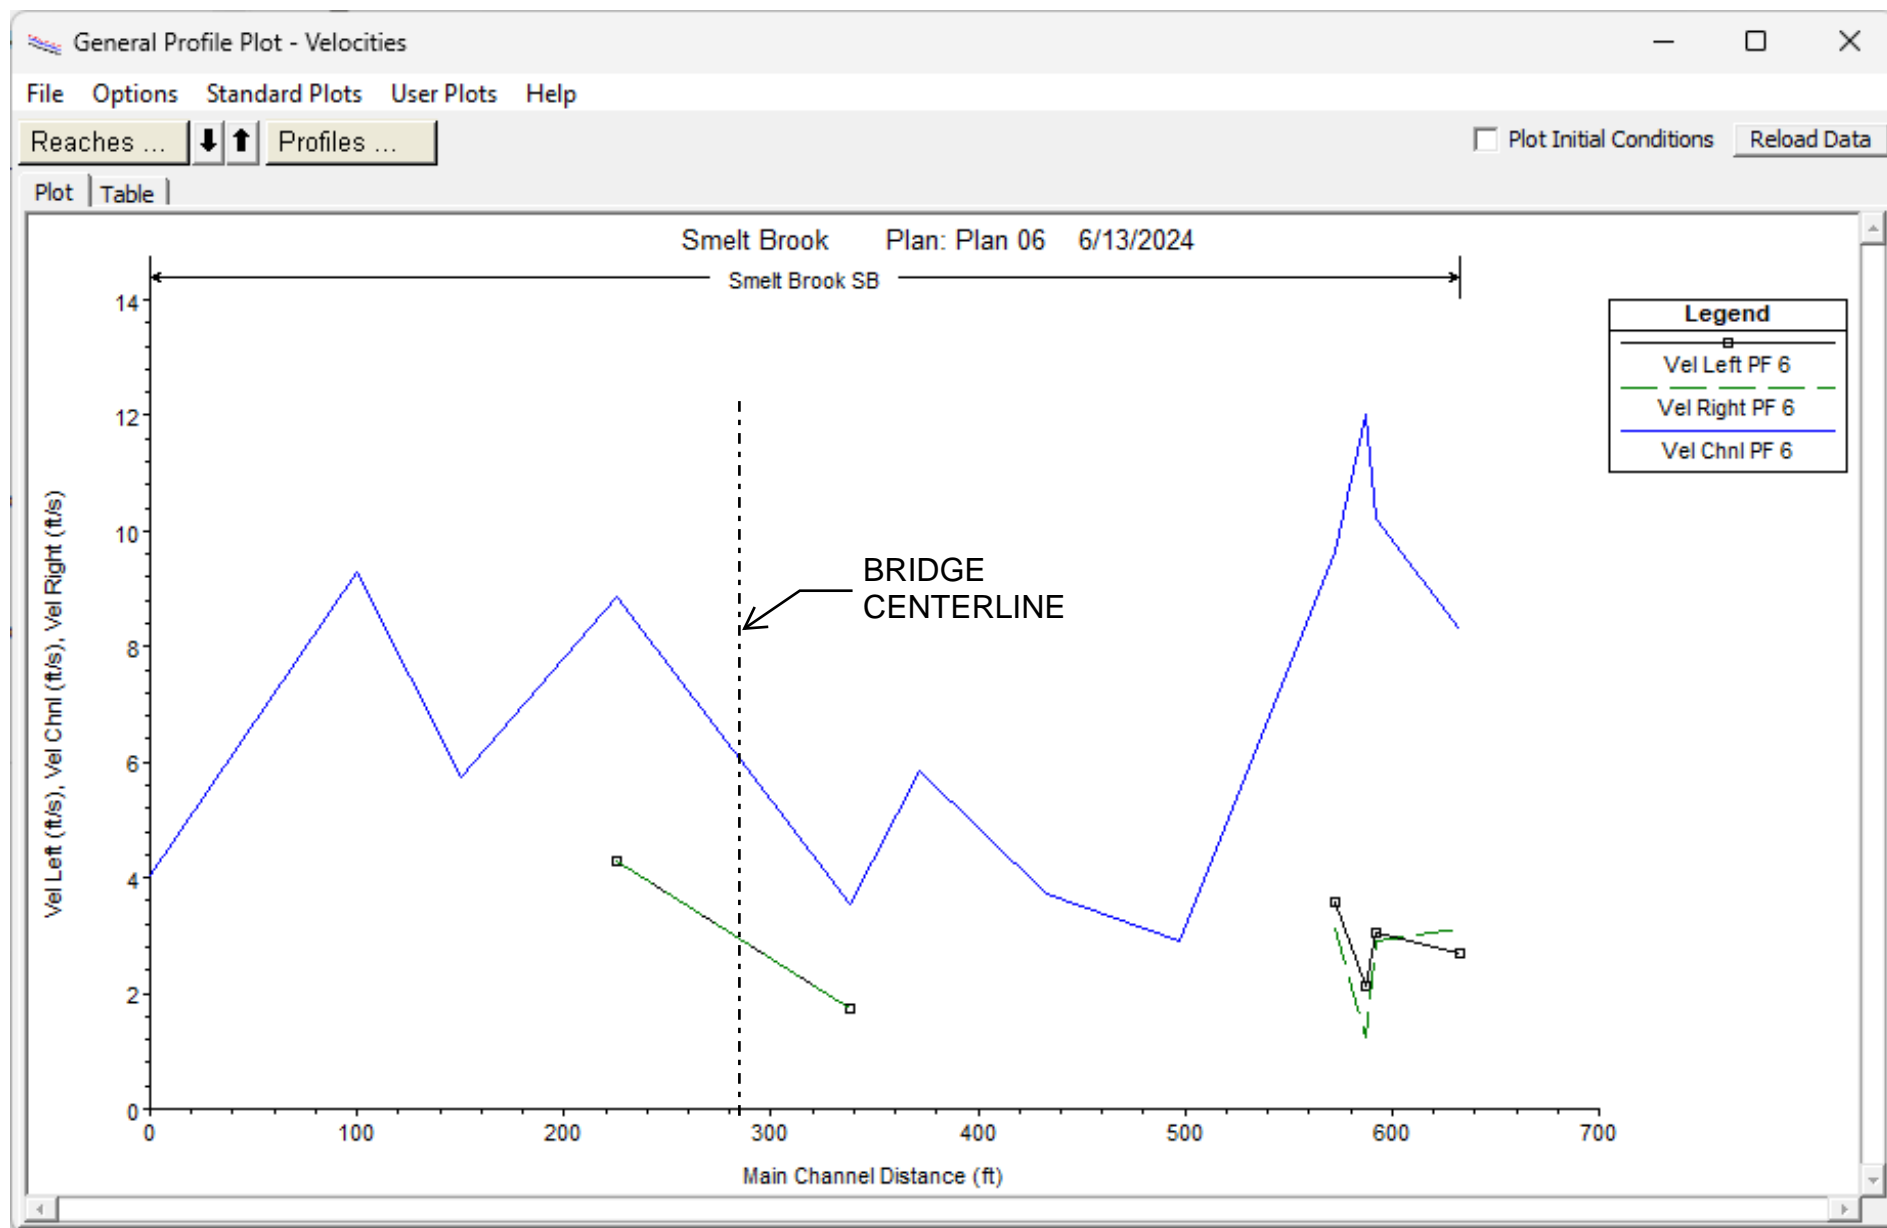 General Profile Plot - Velocities
File Options Standard Plots User Plots Help
Reaches ... Profiles ... Plot Initial Conditions Reload Data
Plot Table
Smelt Brook Plan: Plan 06 6/13/2024
Smelt Brook SB
Legend
Vel Left PF 6
Vel Right PF 6
Vel Chnl PF 6
14
12
10
8
6
4
2
0
Vel Left (ft/s), Vel Chnl (ft/s), Vel Right (ft/s)
BRIDGE
CENTERLINE
0 100 200 300 400 500 600 700
Main Channel Distance (ft)